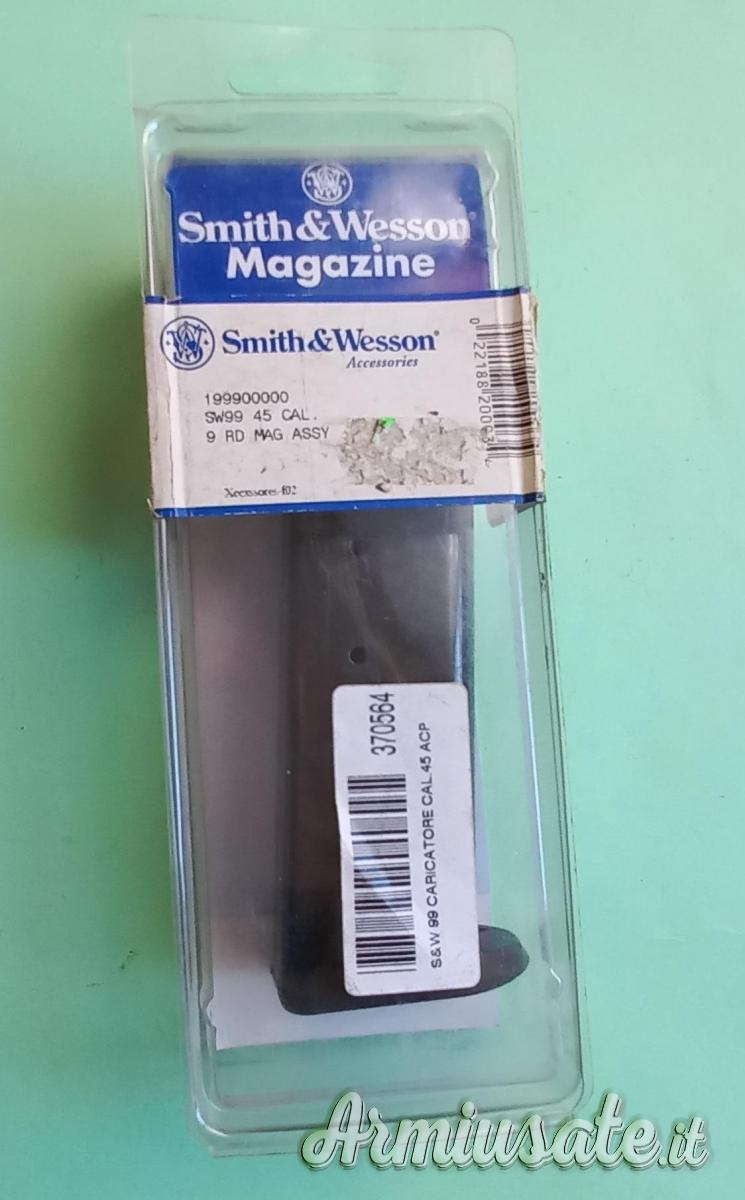 Smith&Wesson
Magazine
Smith&Wesson®
Accessories
199900000
SW99 45 CAL.
9 RD MAG ASSY
370564
S&W 99 CARICATORE CAL.45 ACP
Armiusate.it